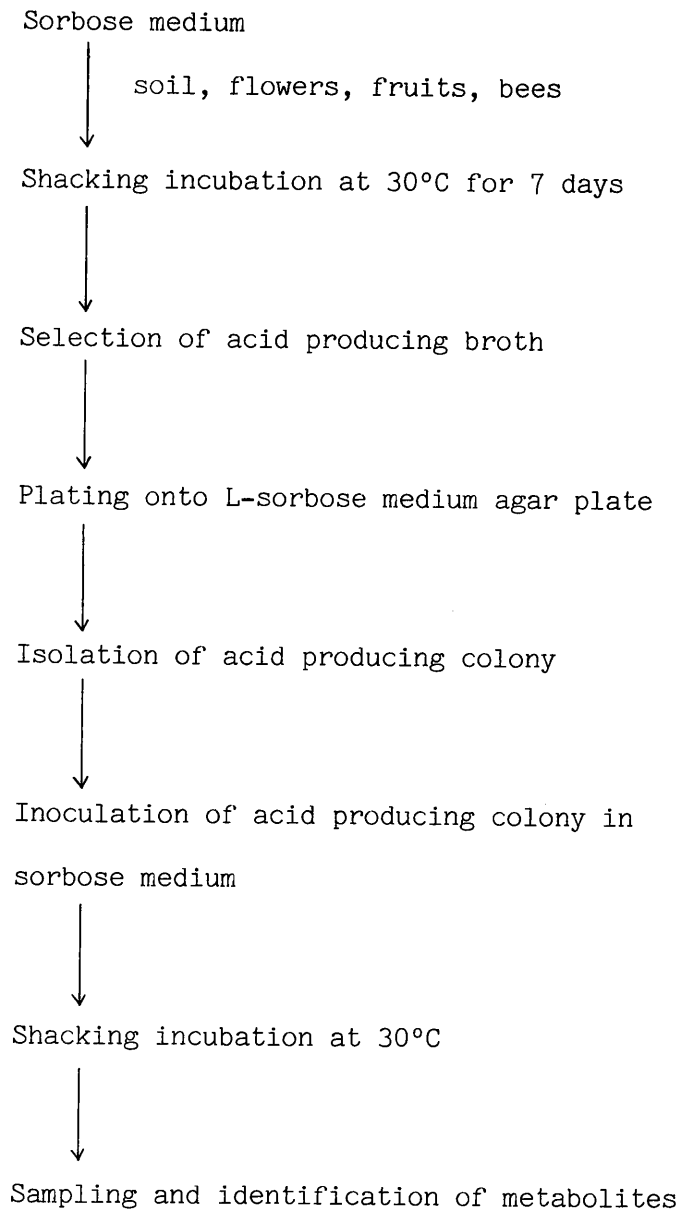 Sorbose medium
soil, flowers, fruits, bees
Shacking incubation at 30°C for 7 days
Selection of acid producing broth
Plating onto L-sorbose medium agar plate
Isolation of acid producing colony
Inoculation of acid producing colony in
sorbose medium
Shacking incubation at 30°C
Sampling and identification of metabolites